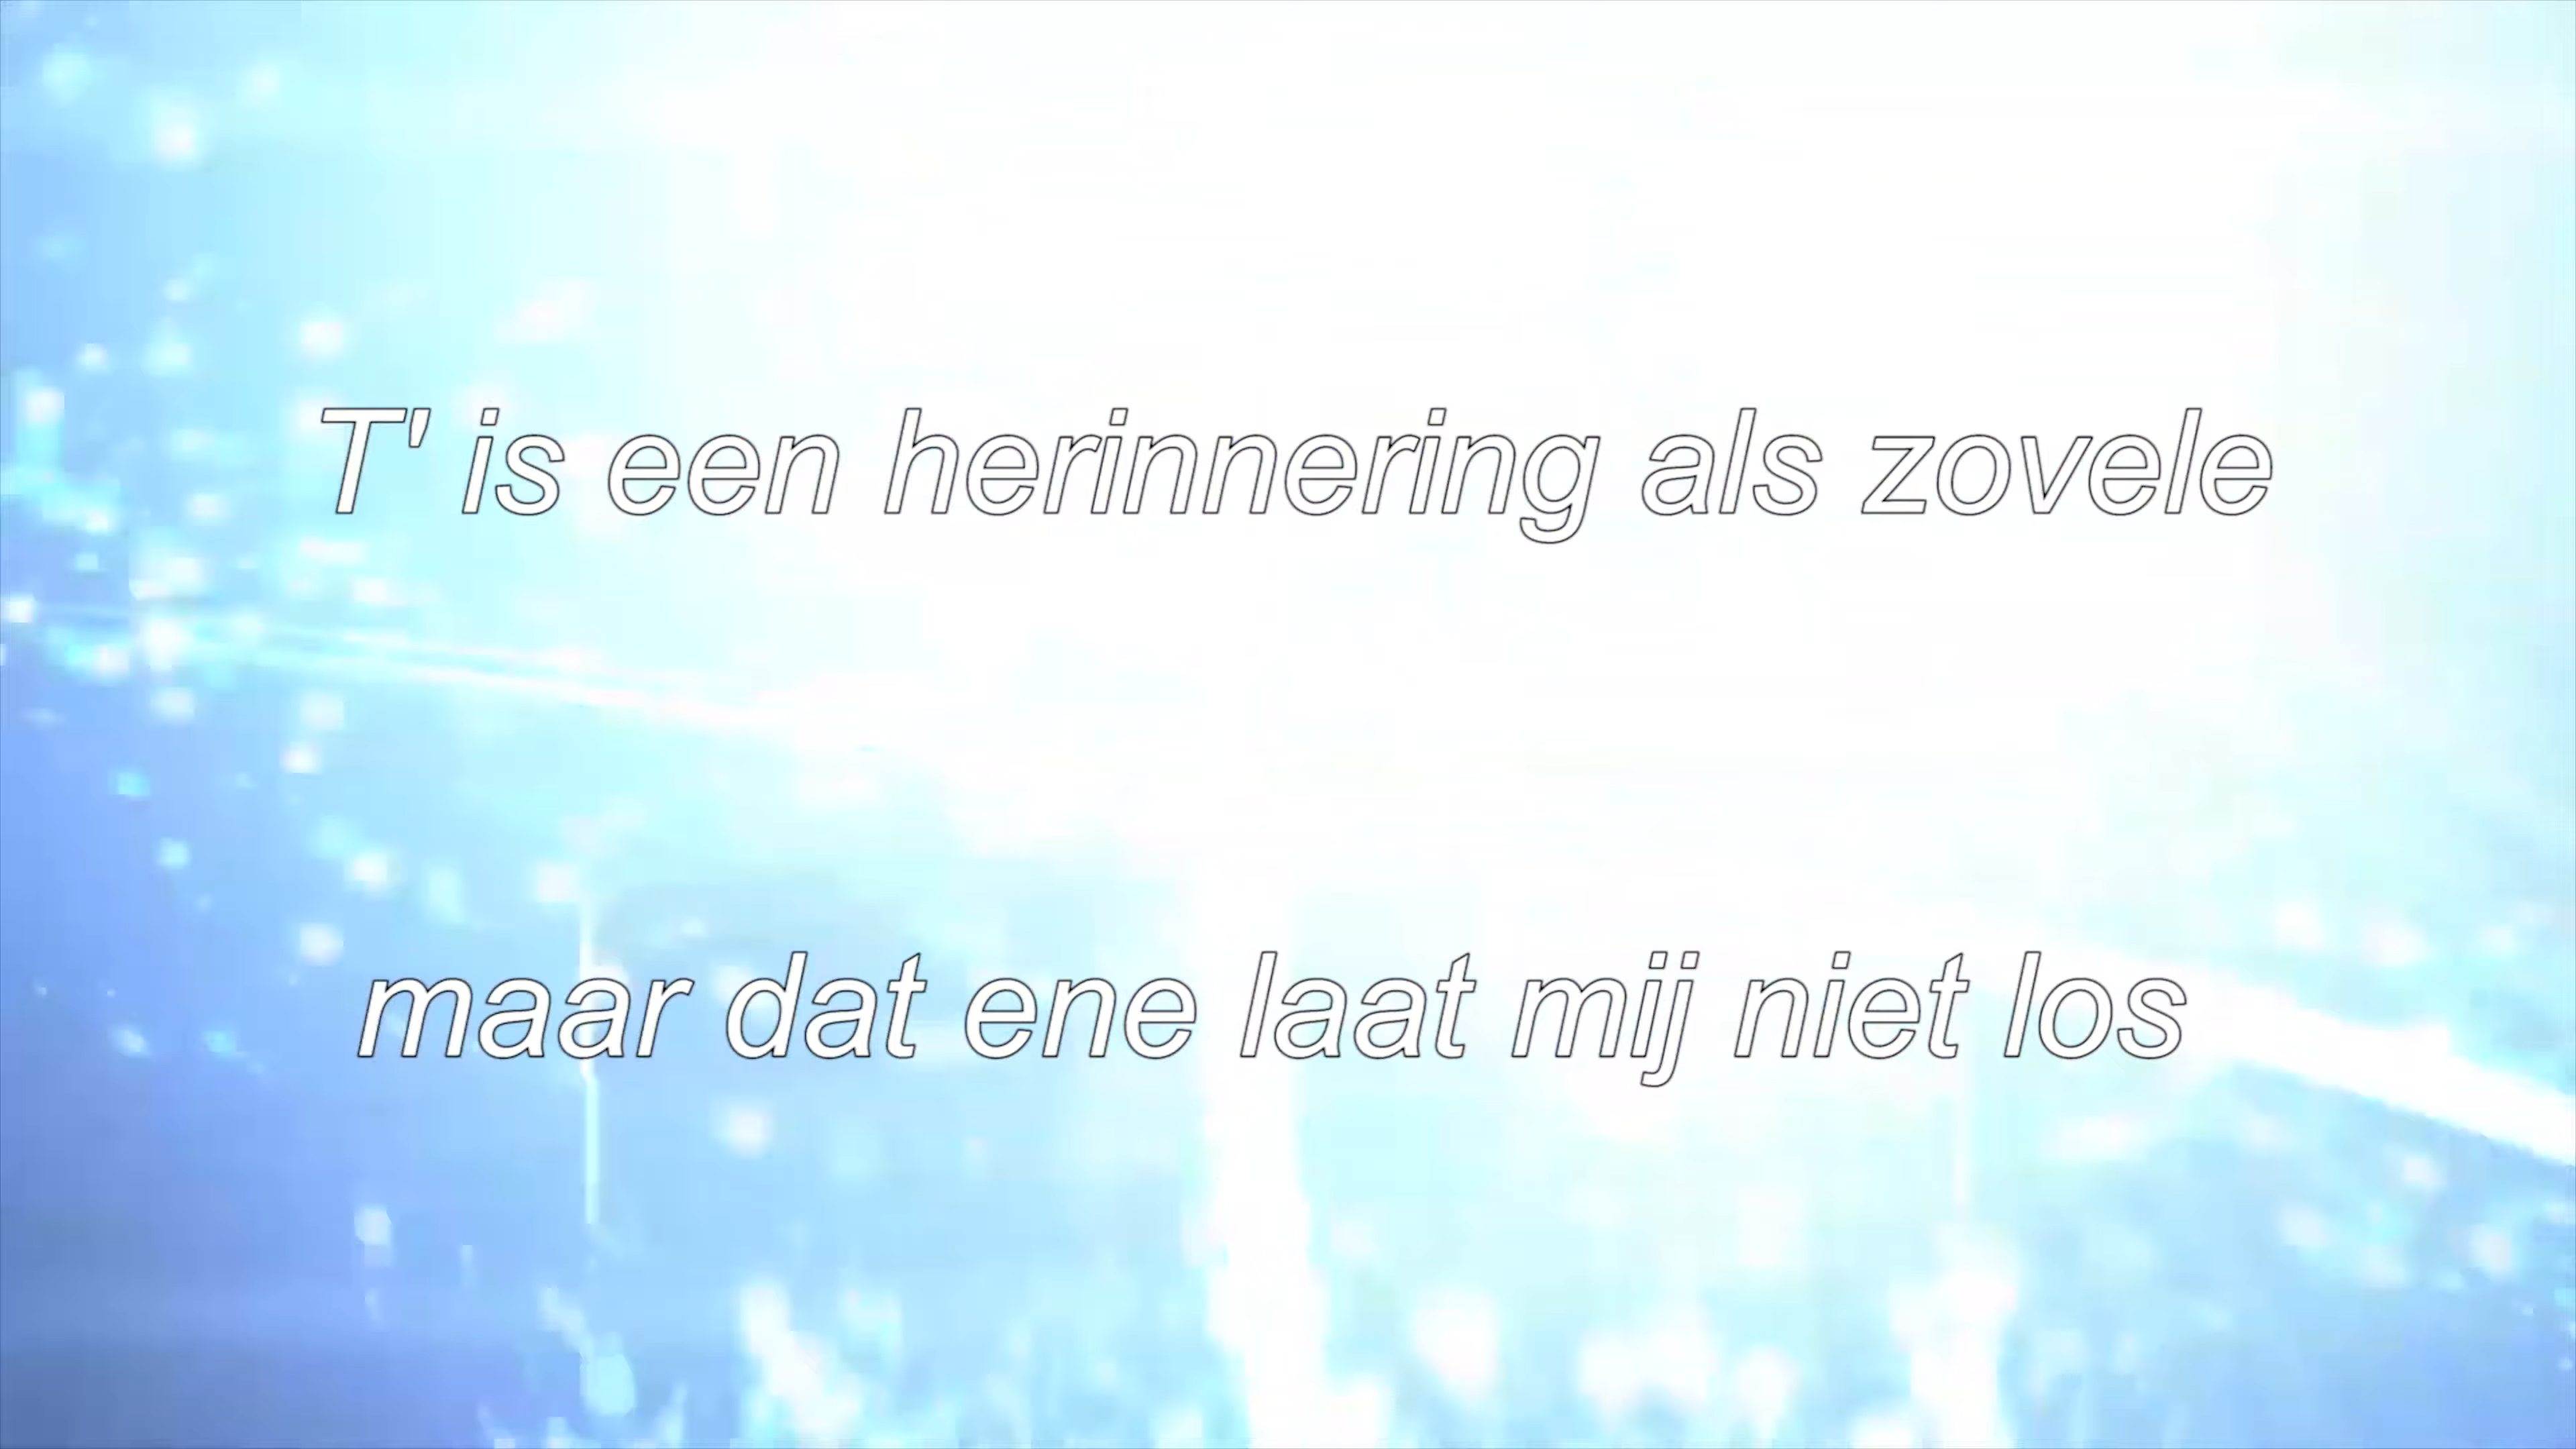 T' is een herinnering als zovele
maar dat ene laat mij niet los